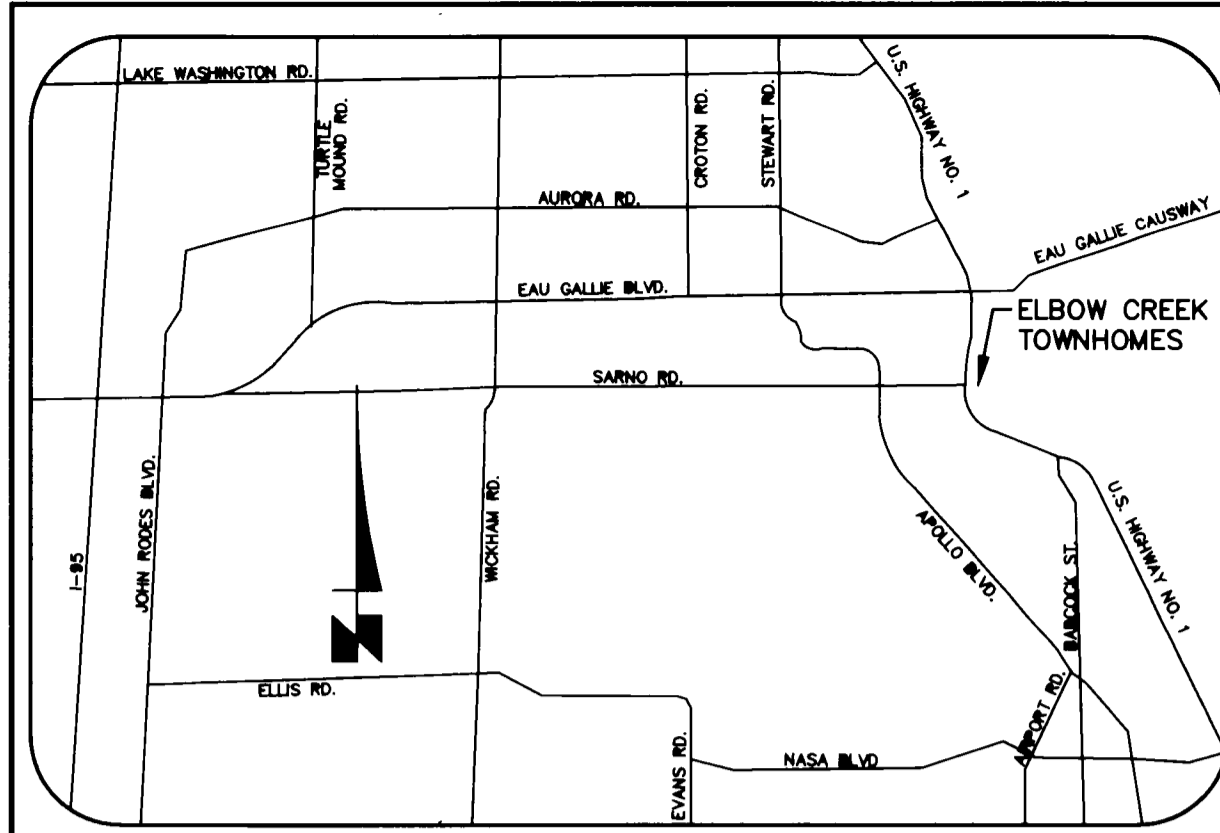 LAKE WASHINGTON RD.
TURTLE
MOUND RD.
CROTON RD.
STEWART RD.
U.S. HIGHWAY NO. 1
AURORA RD.
EAU GALLIE CAUSWAY
EAU GALLIE BLVD.
ELBOW CREEK
TOWNHOMES
SARNO RD.
I-95
JOHN RODES BLVD.
WICKHAM RD.
APOLLO BLVD.
BABCOCK ST.
U.S. HIGHWAY NO. 1
N
ELLIS RD.
EVANS RD.
NASA BLVD
AIRPORT RD.